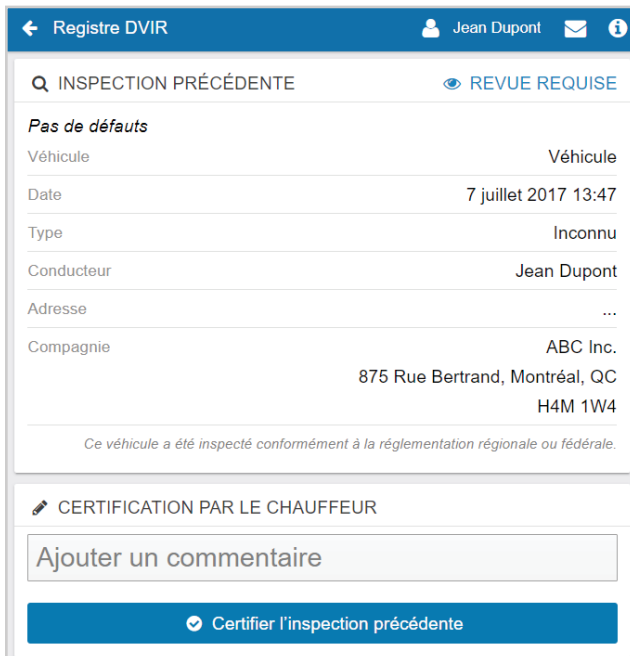 Registre DVIR
Jean Dupont
INSPECTION PRÉCÉDENTE
REVUE REQUISE
Pas de défauts
Véhicule Véhicule
Date 7 juillet 2017 13:47
Type Inconnu
Conducteur Jean Dupont
Adresse ...
Compagnie ABC Inc.
875 Rue Bertrand, Montréal, QC
H4M 1W4
Ce véhicule a été inspecté conformément à la réglementation régionale ou fédérale.
CERTIFICATION PAR LE CHAUFFEUR
Ajouter un commentaire
Certifier l’inspection précédente